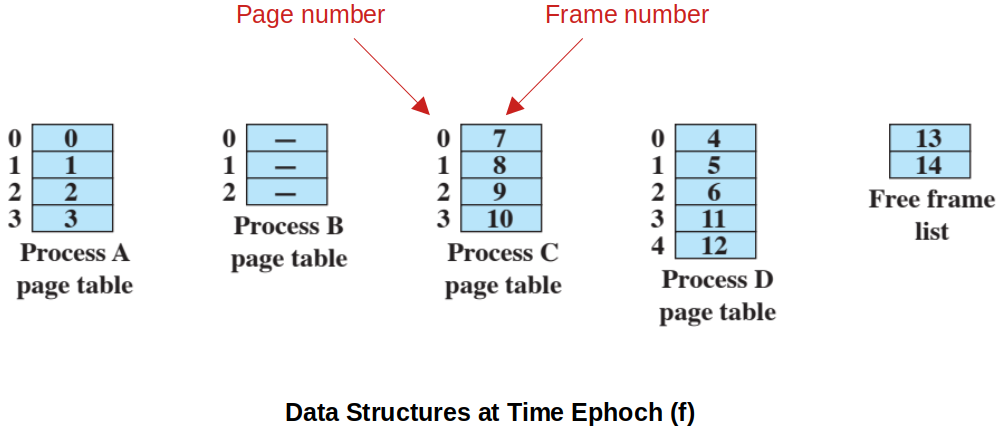 Page number
Frame number
0 0
1 1
2 2
3 3
Process A
page table
0 —
1 —
2 —
Process B
page table
0 7
1 8
2 9
3 10
Process C
page table
0 4
1 5
2 6
3 11
4 12
Process D
page table
13
14
Free frame
list
Data Structures at Time Ephoch (f)